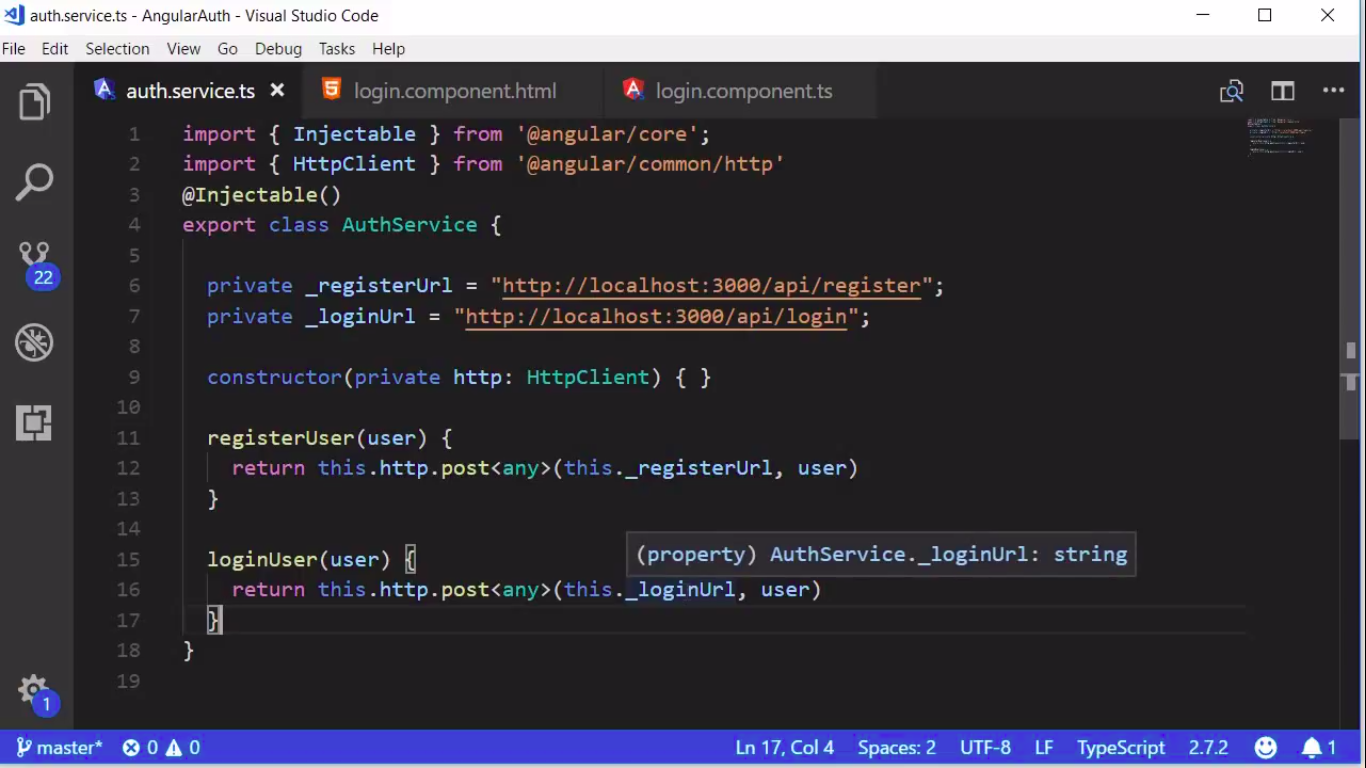 auth.service.ts - AngularAuth - Visual Studio Code
File Edit Selection View Go Debug Tasks Help
auth.service.ts login.component.html login.component.ts
1 import { Injectable } from '@angular/core';
2 import { HttpClient } from '@angular/common/http'
3 @Injectable()
4 export class AuthService {
5
6 private _registerUrl = "http://localhost:3000/api/register";
7 private _loginUrl = "http://localhost:3000/api/login";
8
9 constructor(private http: HttpClient) { }
10
11 registerUser(user) {
12 return this.http.post<any>(this._registerUrl, user)
13 }
14
15 loginUser(user) {
(property) AuthService._loginUrl: string
16 return this.http.post<any>(this._loginUrl, user)
17 }
18 }
19
22
1
master* 0 0 Ln 17, Col 4 Spaces: 2 UTF-8 LF TypeScript 2.7.2 1